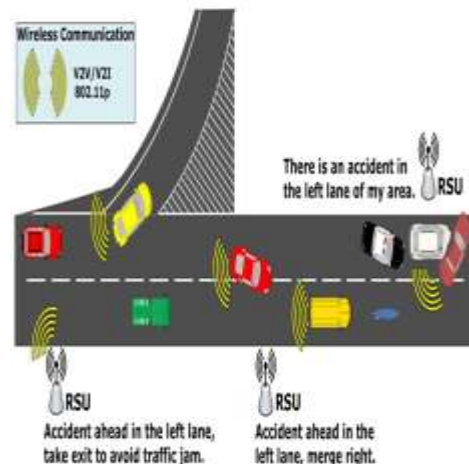 Wireless Communication
V2V/V2I
802.11p
There is an accident in
the left lane of my area.
RSU
RSU
Accident ahead in the left lane,
take exit to avoid traffic jam.
RSU
Accident ahead in the
left lane, merge right.